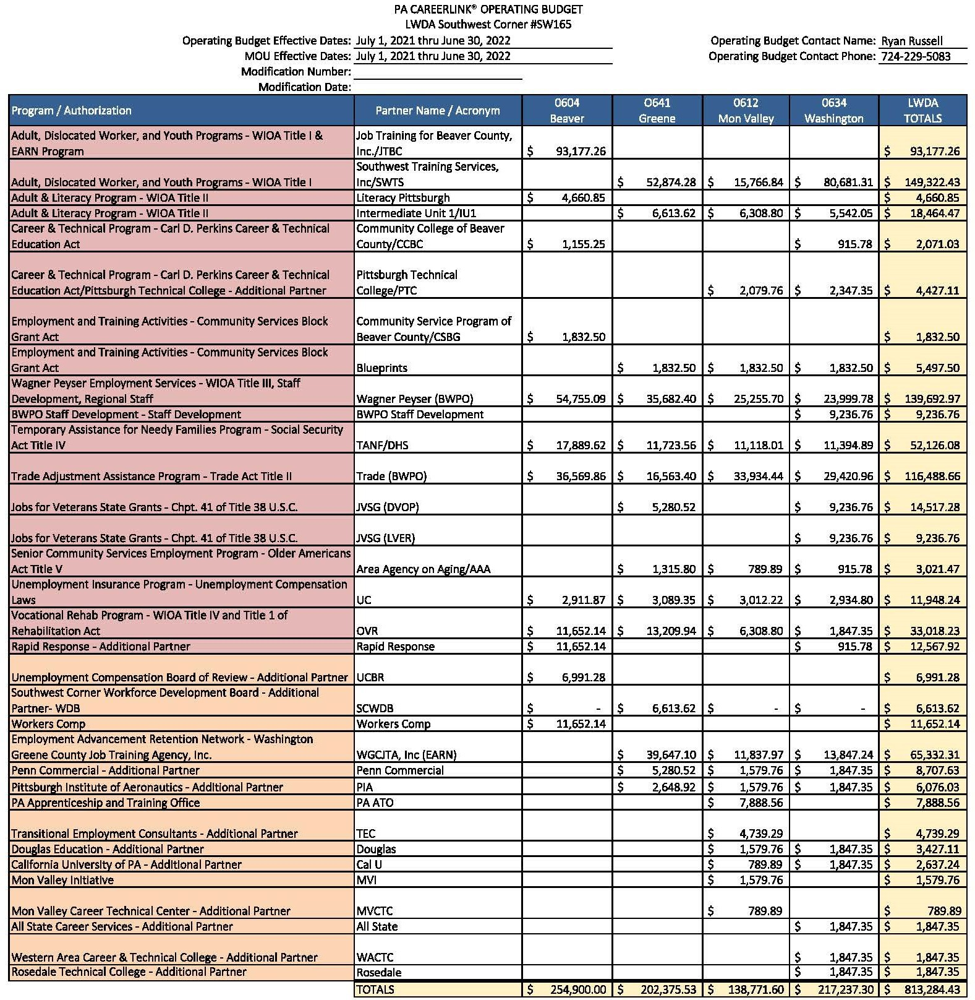 PA CAREERLINK® OPERATING BUDGET
LWDA Southwest Corner #SW165
Operating Budget Effective Dates: July 1, 2021 thru June 30, 2022 Operating Budget Contact Name: Ryan Russell
MOU Effective Dates: July 1, 2021 thru June 30, 2022 Operating Budget Contact Phone: 724-229-5083
Modification Number:
Modification Date:
Program / Authorization Partner Name / Acronym 0604 Beaver O641 Greene 0612 Mon Valley 0634 Washington LWDA TOTALS
Adult, Dislocated Worker, and Youth Programs - WIOA Title I & Job Training for Beaver County,
EARN Program Inc./JTBC $ 93,177.26 $ 93,177.26
Southwest Training Services,
Adult, Dislocated Worker, and Youth Programs - WIOA Title I Inc/SWTS $ 52,874.28 $ 15,766.84 $ 80,681.31 $ 149,322.43
Adult & Literacy Program - WIOA Title II Literacy Pittsburgh $ 4,660.85 $ 4,660.85
Adult & Literacy Program - WIOA Title II Intermediate Unit 1/IU1 $ 6,613.62 $ 6,308.80 $ 5,542.05 $ 18,464.47
Career & Technical Program - Carl D. Perkins Career & Technical Community College of Beaver
Education Act County/CCBC $ 1,155.25 $ 915.78 $ 2,071.03
Career & Technical Program - Carl D. Perkins Career & Technical Pittsburgh Technical
Education Act/Pittsburgh Technical College - Additional Partner College/PTC $ 2,079.76 $ 2,347.35 $ 4,427.11
Employment and Training Activities - Community Services Block Community Service Program of
Grant Act Beaver County/CSBG $ 1,832.50 $ 1,832.50
Employment and Training Activities - Community Services Block
Grant Act Blueprints $ 1,832.50 $ 1,832.50 $ 1,832.50 $ 5,497.50
Wagner Peyser Employment Services - WIOA Title III, Staff
Development, Regional Staff Wagner Peyser (BWPO) $ 54,755.09 $ 35,682.40 $ 25,255.70 $ 23,999.78 $ 139,692.97
BWPO Staff Development - Staff Development BWPO Staff Development $ 9,236.76 $ 9,236.76
Temporary Assistance for Needy Families Program - Social Security
Act Title IV TANF/DHS $ 17,889.62 $ 11,723.56 $ 11,118.01 $ 11,394.89 $ 52,126.08
Trade Adjustment Assistance Program - Trade Act Title II Trade (BWPO) $ 36,569.86 $ 16,563.40 $ 33,934.44 $ 29,420.96 $ 116,488.66
Jobs for Veterans State Grants - Chpt. 41 of Title 38 U.S.C. JVSG (DVOP) $ 5,280.52 $ 9,236.76 $ 14,517.28
Jobs for Veterans State Grants - Chpt. 41 of Title 38 U.S.C. JVSG (LVER) $ 9,236.76 $ 9,236.76
Senior Community Services Employment Program - Older Americans
Act Title V Area Agency on Aging/AAA $ 1,315.80 $ 789.89 $ 915.78 $ 3,021.47
Unemployment Insurance Program - Unemployment Compensation
Laws UC $ 2,911.87 $ 3,089.35 $ 3,012.22 $ 2,934.80 $ 11,948.24
Vocational Rehab Program - WIOA Title IV and Title 1 of
Rehabilitation Act OVR $ 11,652.14 $ 13,209.94 $ 6,308.80 $ 1,847.35 $ 33,018.23
Rapid Response - Additional Partner Rapid Response $ 11,652.14 $ 915.78 $ 12,567.92
Unemployment Compensation Board of Review - Additional Partner UCBR $ 6,991.28 $ 6,991.28
Southwest Corner Workforce Development Board - Additional
Partner- WDB SCWDB $ - $ 6,613.62 $ - $ - $ 6,613.62
Workers Comp Workers Comp $ 11,652.14 $ 11,652.14
Employment Advancement Retention Network - Washington
Greene County Job Training Agency, Inc. WGCJTA, Inc (EARN) $ 39,647.10 $ 11,837.97 $ 13,847.24 $ 65,332.31
Penn Commercial - Additional Partner Penn Commercial $ 5,280.52 $ 1,579.76 $ 1,847.35 $ 8,707.63
Pittsburgh Institute of Aeronautics - Additional Partner PIA $ 2,648.92 $ 1,579.76 $ 1,847.35 $ 6,076.03
PA Apprenticeship and Training Office PA ATO $ 7,888.56 $ 7,888.56
Transitional Employment Consultants - Additional Partner TEC $ 4,739.29 $ 4,739.29
Douglas Education - Additional Partner Douglas $ 1,579.76 $ 1,847.35 $ 3,427.11
California University of PA - Additional Partner Cal U $ 789.89 $ 1,847.35 $ 2,637.24
Mon Valley Initiative MVI $ 1,579.76 $ 1,579.76
Mon Valley Career Technical Center - Additional Partner MVCTC $ 789.89 $ 789.89
All State Career Services - Additional Partner All State $ 1,847.35 $ 1,847.35
Western Area Career & Technical College - Additional Partner WACTC $ 1,847.35 $ 1,847.35
Rosedale Technical College - Additional Partner Rosedale $ 1,847.35 $ 1,847.35
TOTALS $ 254,900.00 $ 202,375.53 $ 138,771.60 $ 217,237.30 $ 813,284.43